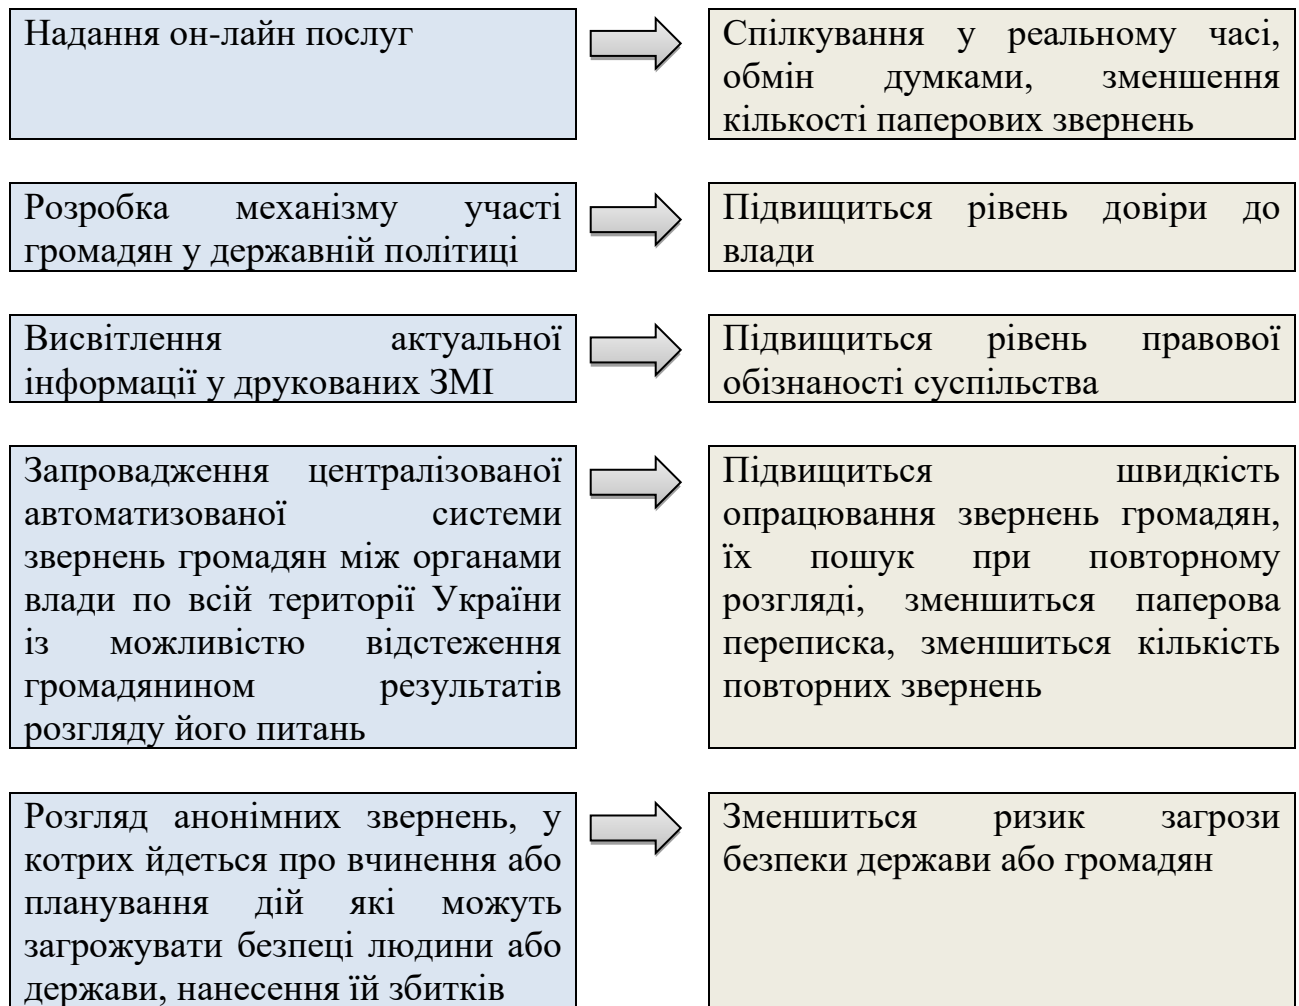 Надання он-лайн послуг
Спілкування у реальному часі,
обмін думками, зменшення
кількості паперових звернень
Розробка механізму участі
громадян у державній політиці
Підвищиться рівень довіри до
влади
Висвітлення актуальної
інформації у друкованих ЗМІ
Підвищиться рівень правової
обізнаності суспільства
Запровадження централізованої
автоматизованої системи
звернень громадян між органами
влади по всій території України
із можливістю відстеження
громадянином результатів
розгляду його питань
Підвищиться швидкість
опрацювання звернень громадян,
їх пошук при повторному
розгляді, зменшиться паперова
переписка, зменшиться кількість
повторних звернень
Розгляд анонімних звернень, у
котрих йдеться про вчинення або
планування дій які можуть
загрожувати безпеці людини або
держави, нанесення їй збитків
Зменшиться ризик загрози
безпеки держави або громадян